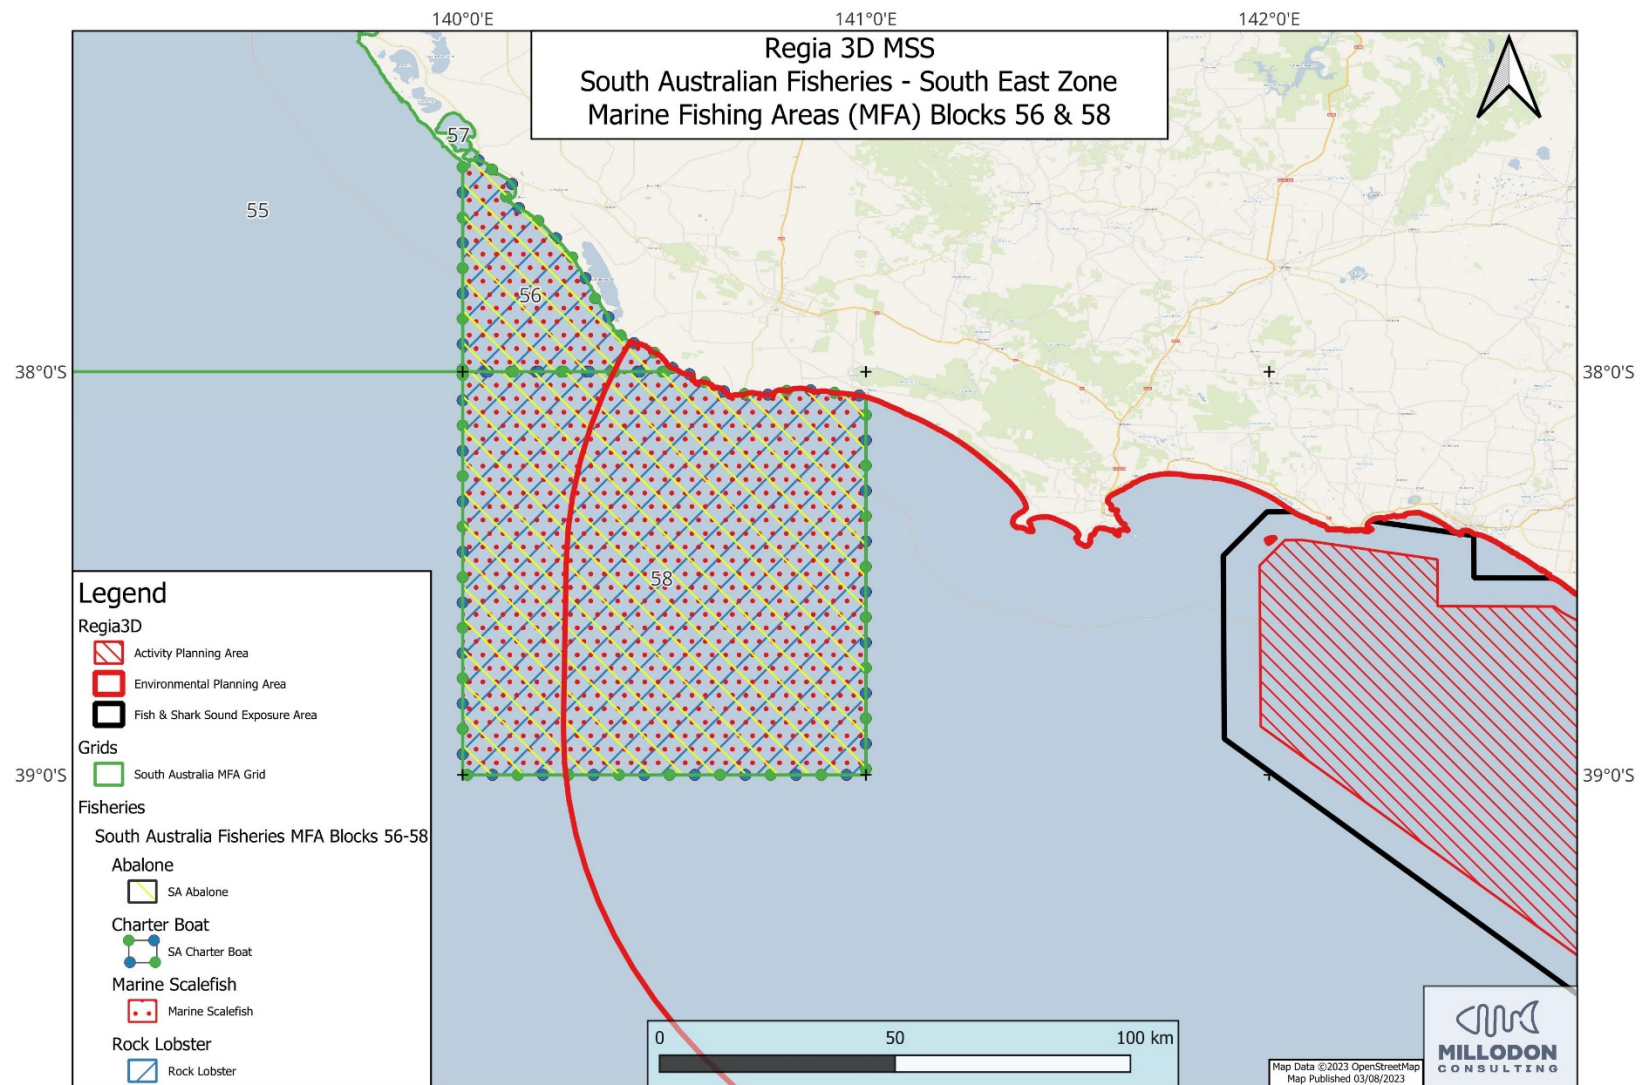 140°0'E
141°0'E
142°0'E
Regia 3D MSS
South Australian Fisheries - South East Zone
Marine Fishing Areas (MFA) Blocks 56 & 58
57
55
56
38°0'S
38°0'S
58
39°0'S
39°0'S
Legend
Regia3D
Activity Planning Area
Environmental Planning Area
Fish & Shark Sound Exposure Area
Grids
South Australia MFA Grid
Fisheries
South Australia Fisheries MFA Blocks 56-58
Abalone
SA Abalone
Charter Boat
SA Charter Boat
Marine Scalefish
Marine Scalefish
Rock Lobster
Rock Lobster
0 50 100 km
Map Data ©2023 OpenStreetMap
Map Published 03/08/2023
MILLODON
CONSULTING